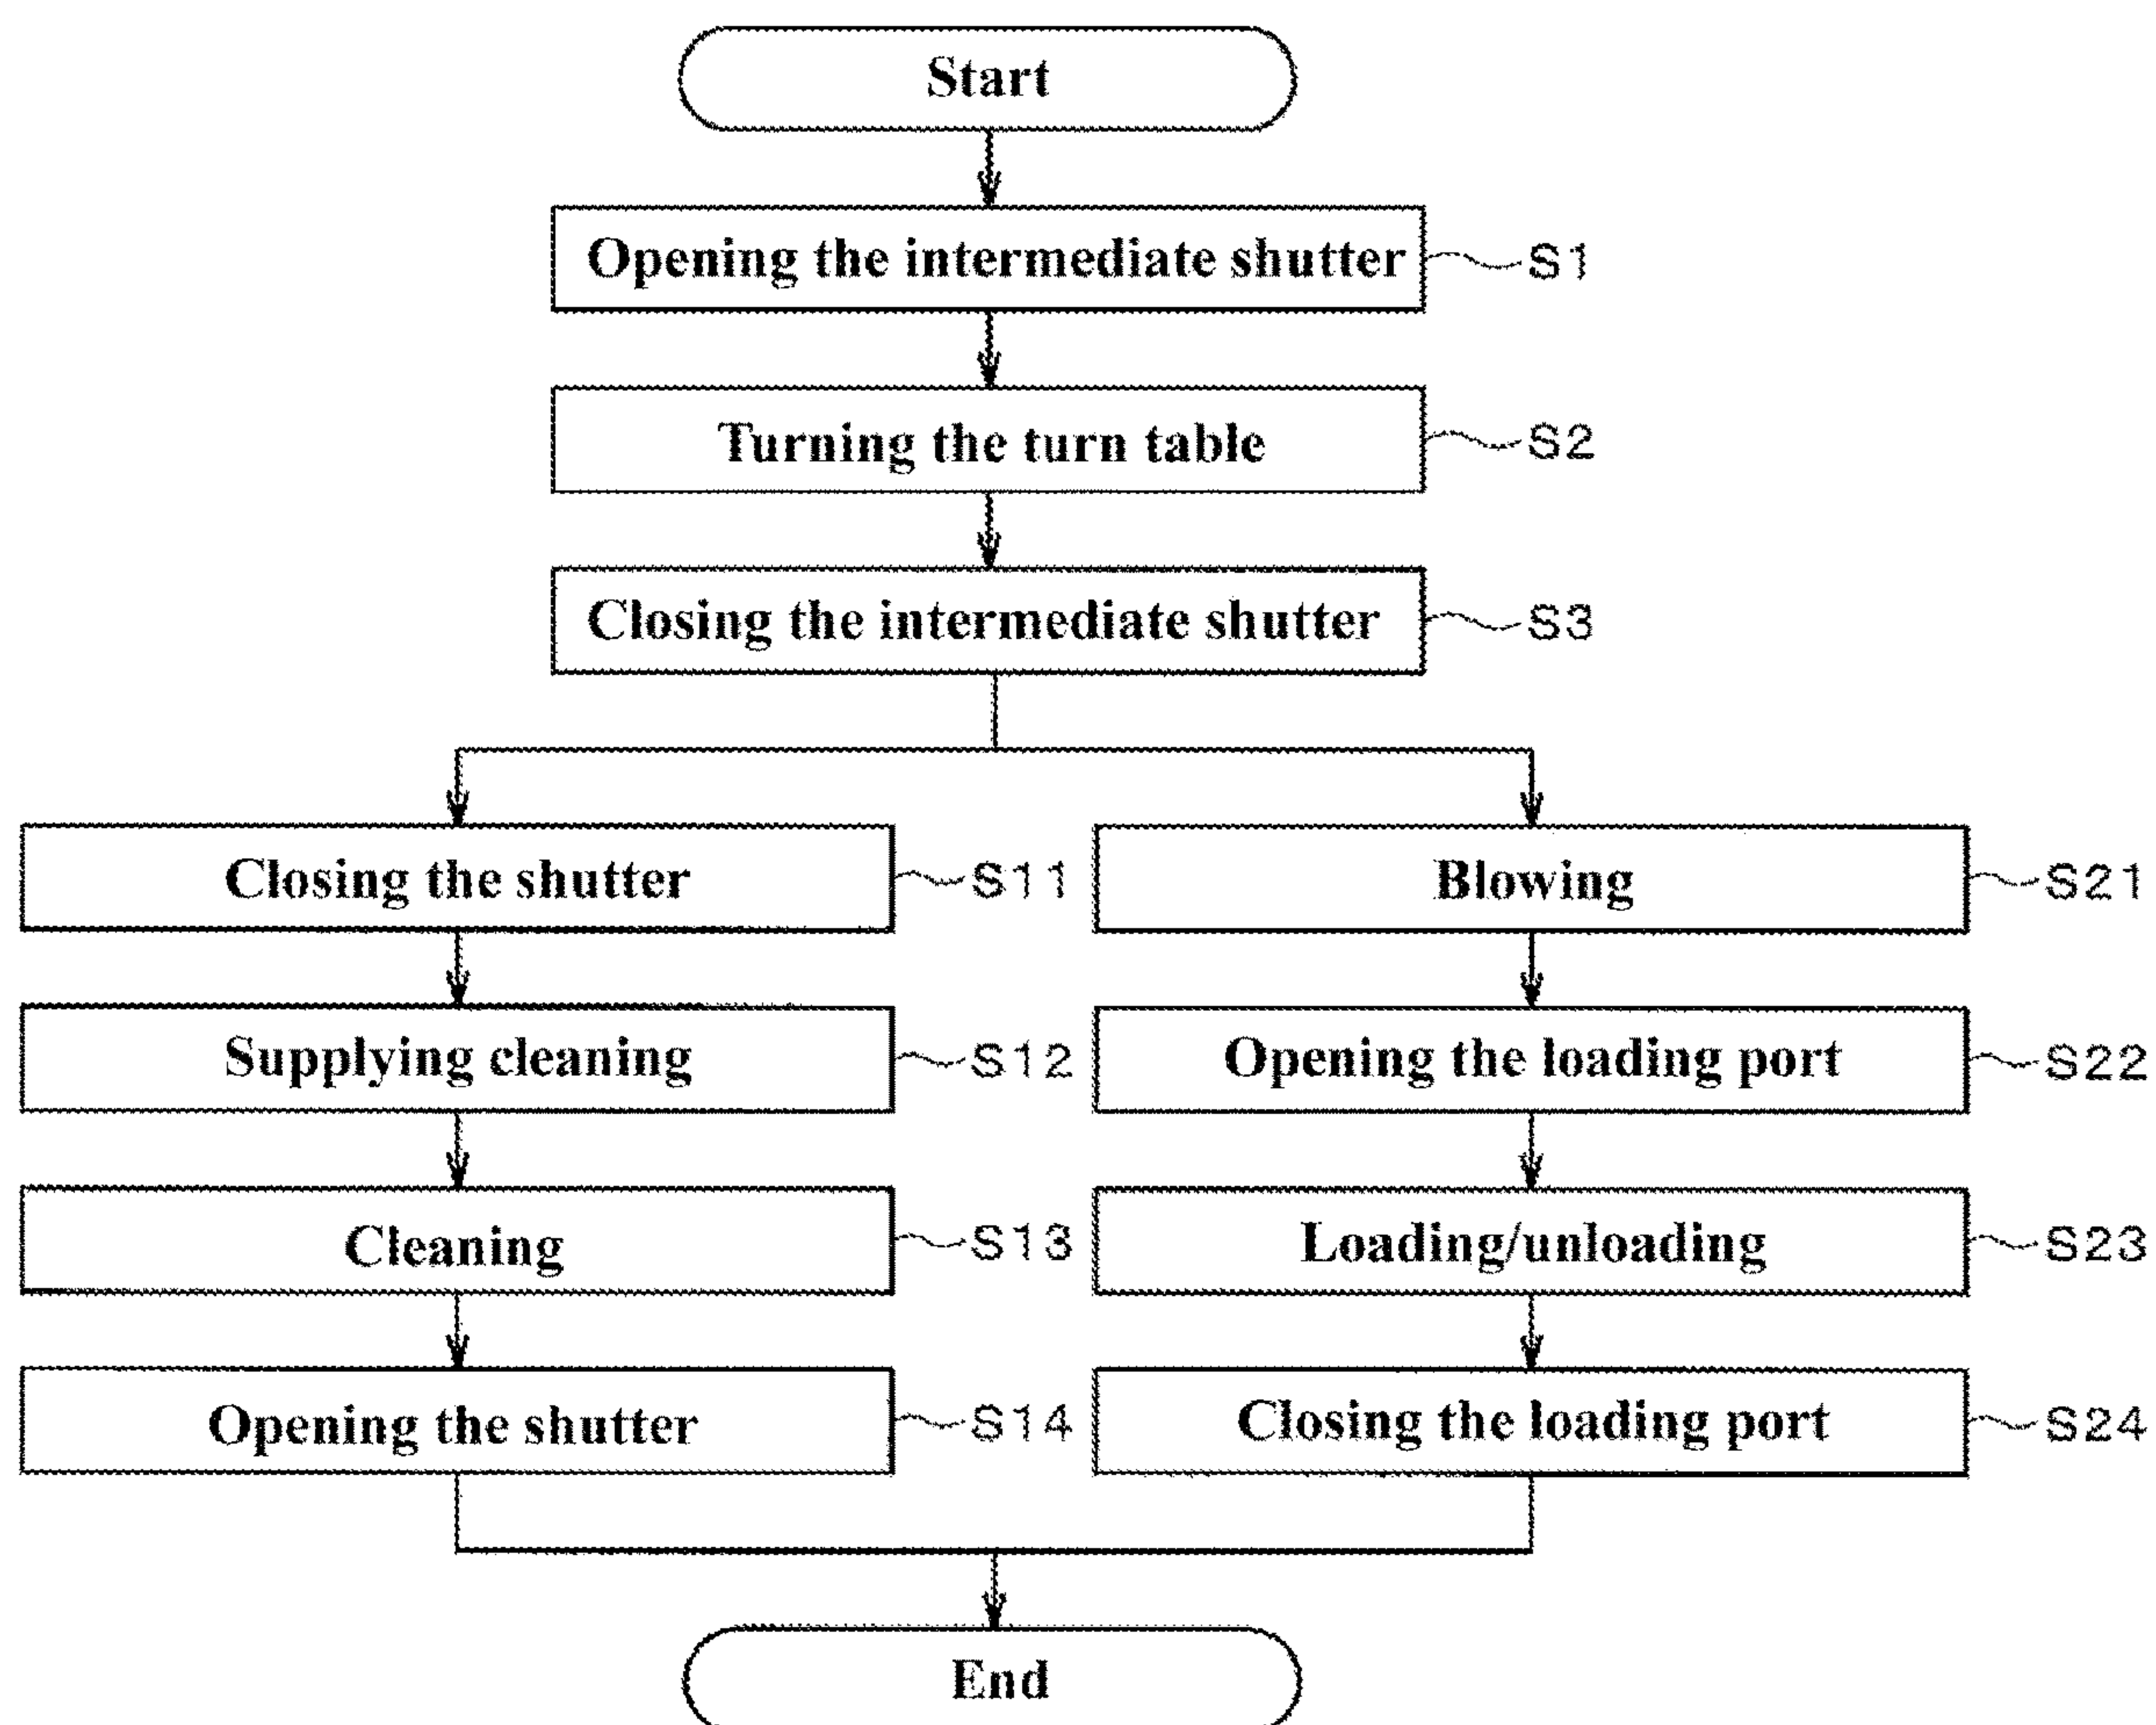 Start
Opening the intermediate shutter S1
Turning the turn table S2
Closing the intermediate shutter S3
Closing the shutter S11
Blowing S21
Supplying cleaning S12
Opening the loading port S22
Cleaning S13
Loading/unloading S23
Opening the shutter S14
Closing the loading port S24
End